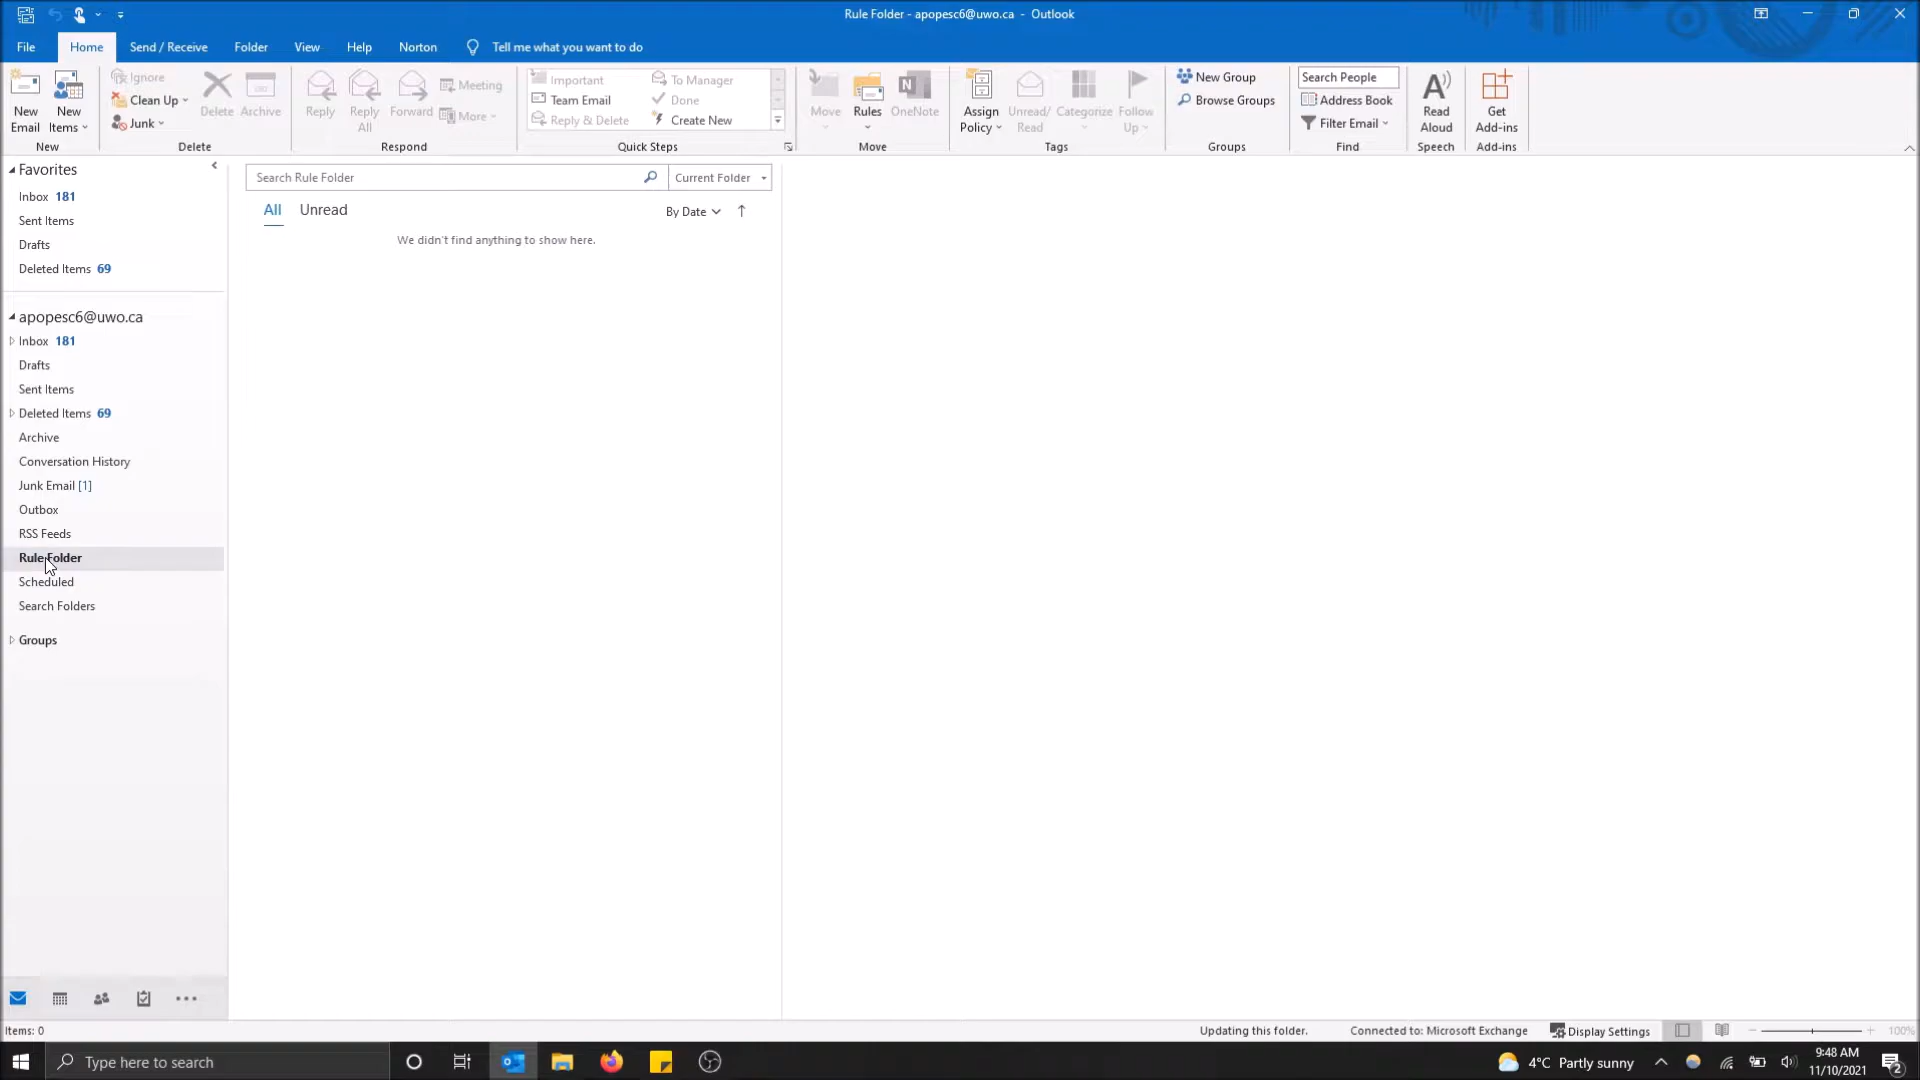 Rule Folder - apopesc6@uwo.ca - Outlook
File Home Send / Receive Folder View Help Norton Tell me what you want to do
New Email
New Items
New
Ignore
Clean Up
Junk
Delete
Archive
Delete
Reply
Reply All
Forward
Meeting
More
Respond
Important
Team Email
Reply & Delete
To Manager
Done
Create New
Quick Steps
Move
Rules
OneNote
Move
Assign Policy
Unread/ Read
Categorize
Follow Up
Tags
New Group
Browse Groups
Groups
Search People
Address Book
Filter Email
Find
Read Aloud
Speech
Get Add-ins
Add-ins
Favorites
Inbox 181
Sent Items
Drafts
Deleted Items 69
apopesc6@uwo.ca
Inbox 181
Drafts
Sent Items
Deleted Items 69
Archive
Conversation History
Junk Email [1]
Outbox
RSS Feeds
Rule Folder
Scheduled
Search Folders
Groups
Search Rule Folder
Current Folder
All Unread
By Date
We didn't find anything to show here.
Items: 0
Updating this folder.
Connected to: Microsoft Exchange
Display Settings
100%
Type here to search
4°C Partly sunny
9:48 AM
11/10/2021
2